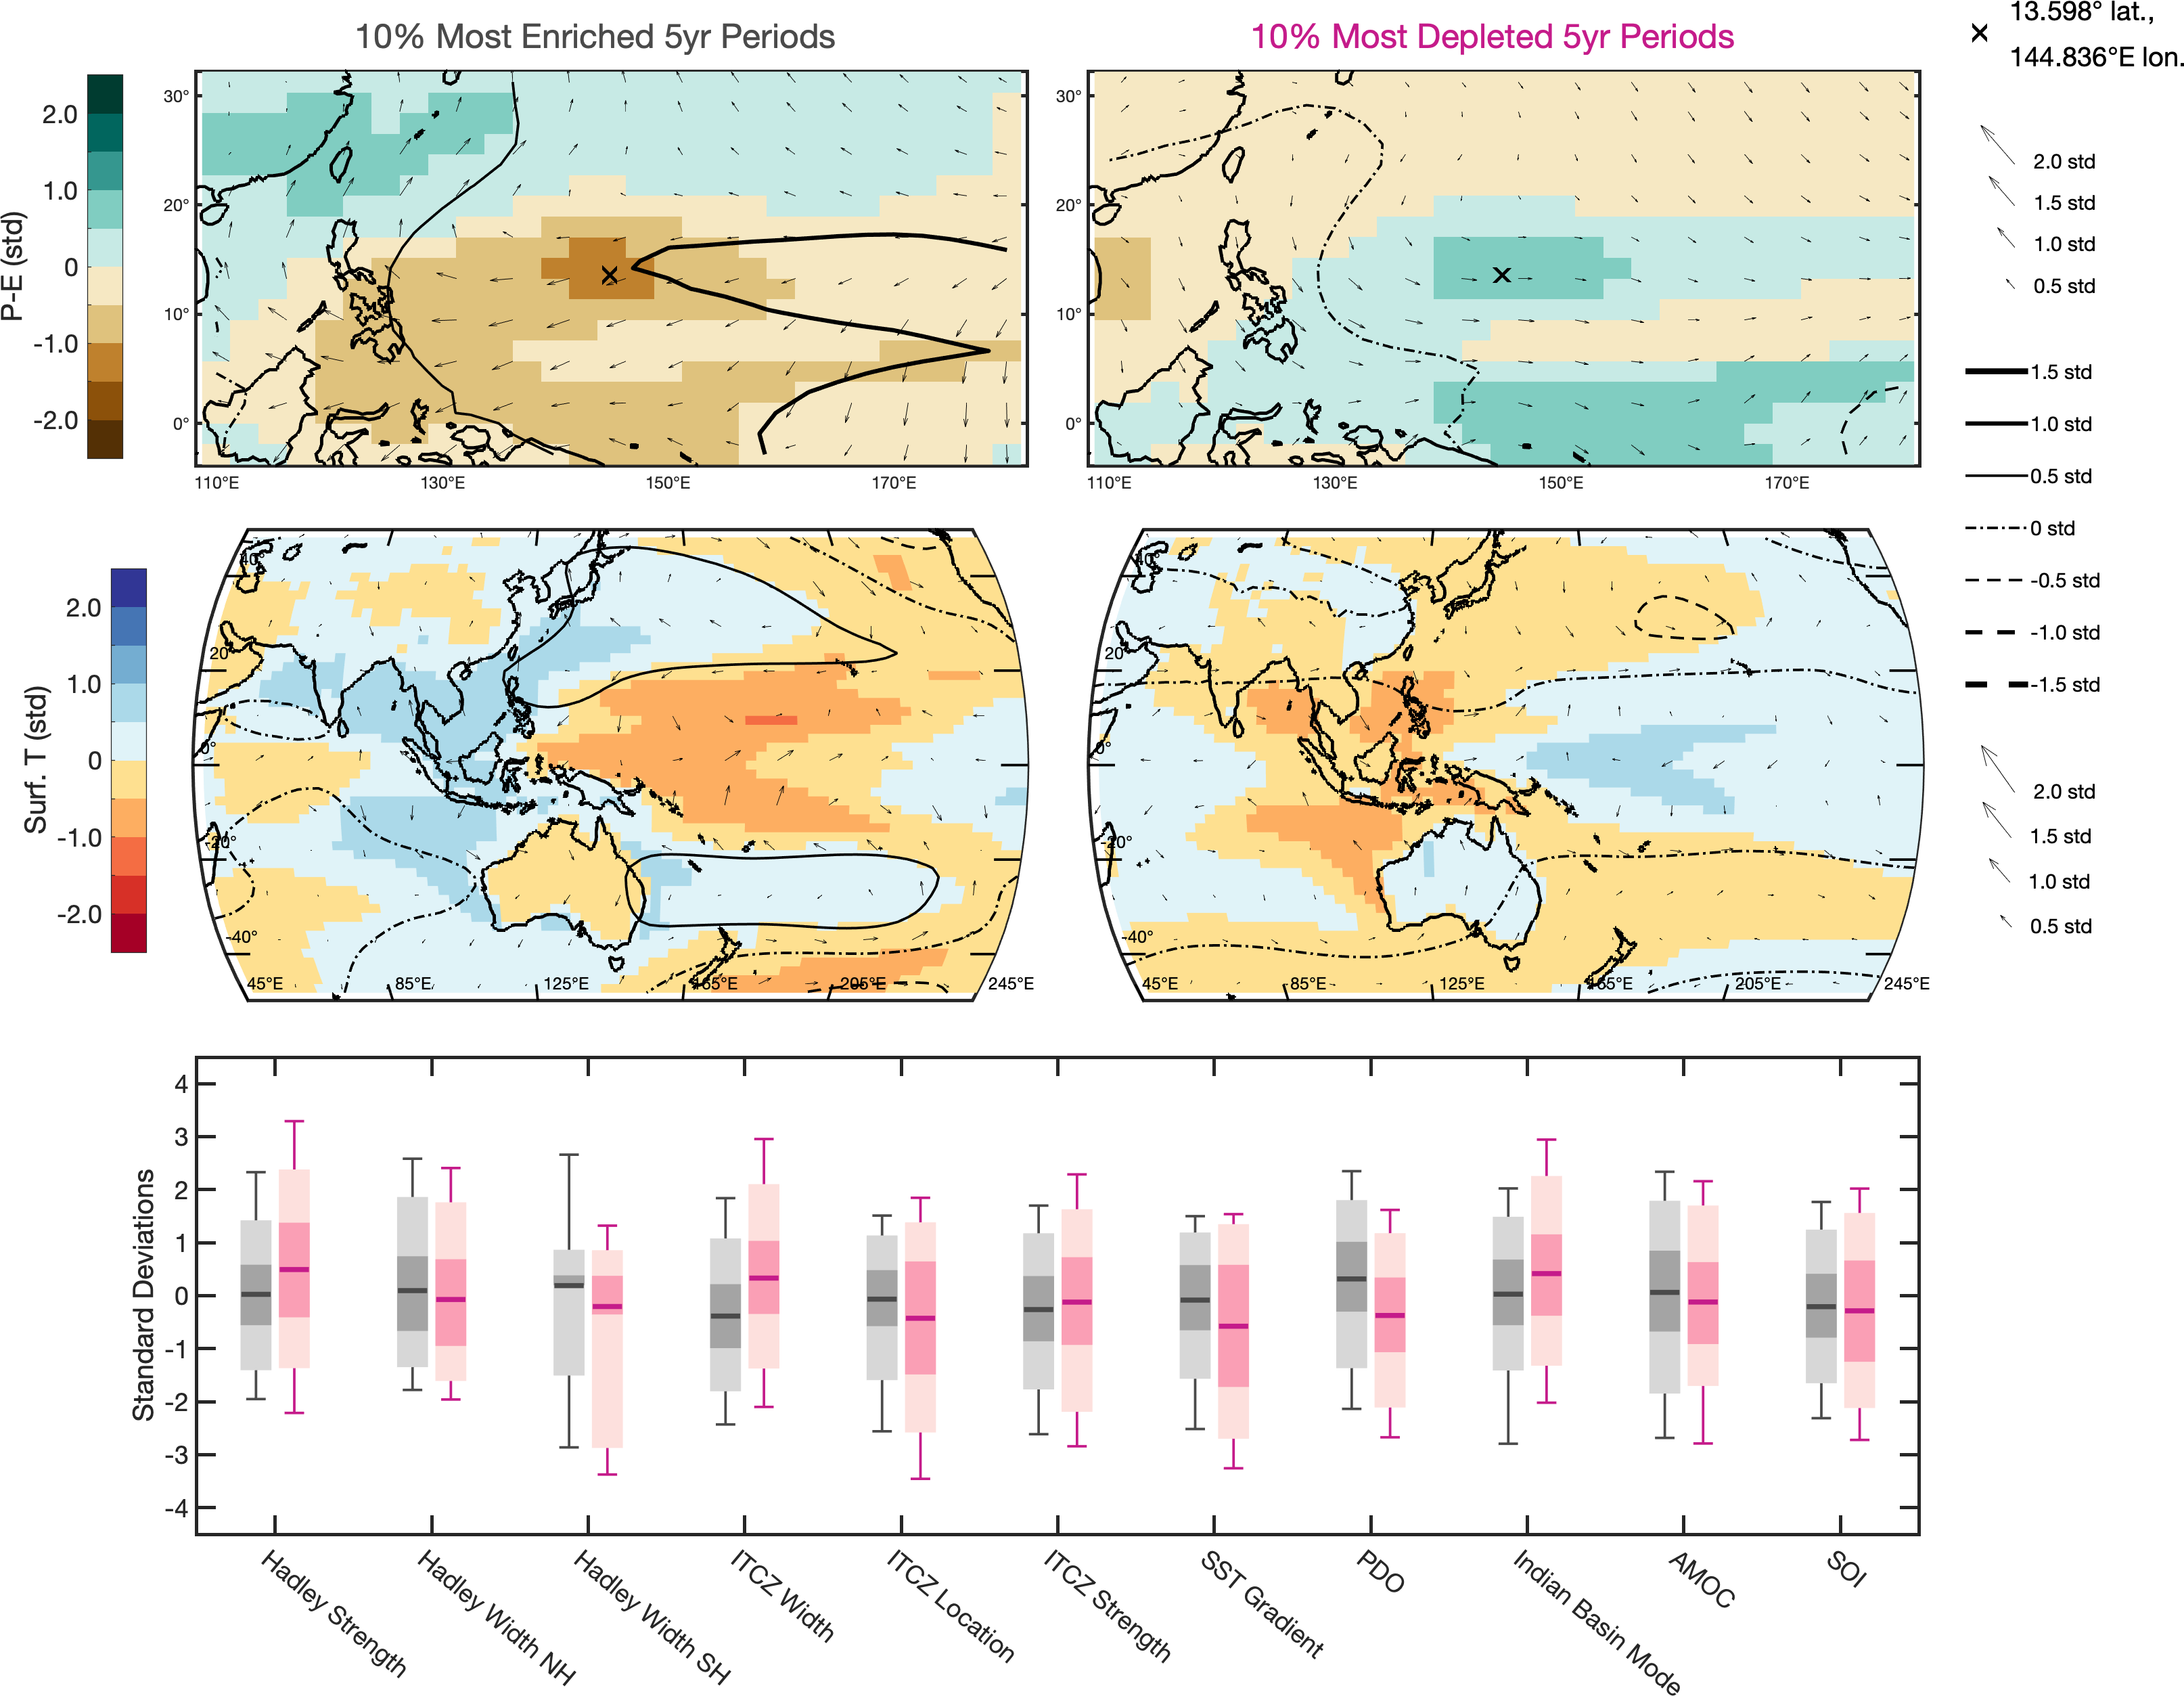 10% Most Enriched 5yr Periods
10% Most Depleted 5yr Periods
13.598° lat.,
144.836°E lon.
P-E (std)
2.0
1.0
0
-1.0
-2.0
30°
20°
10°
0°
110°E
130°E
150°E
170°E
30°
20°
10°
0°
110°E
130°E
150°E
170°E
2.0 std
1.5 std
1.0 std
0.5 std
1.5 std
1.0 std
0.5 std
0 std
-0.5 std
-1.0 std
-1.5 std
Surf. T (std)
2.0
1.0
0
-1.0
-2.0
40°
20°
0°
-20°
-40°
45°E
85°E
125°E
165°E
205°E
245°E
40°
20°
0°
-20°
-40°
45°E
85°E
125°E
165°E
205°E
245°E
2.0 std
1.5 std
1.0 std
0.5 std
Standard Deviations
4
3
2
1
0
-1
-2
-3
-4
Hadley Strength
Hadley Width NH
Hadley Width SH
ITCZ Width
ITCZ Location
ITCZ Strength
SST Gradient
PDO
Indian Basin Mode
AMOC
SOI